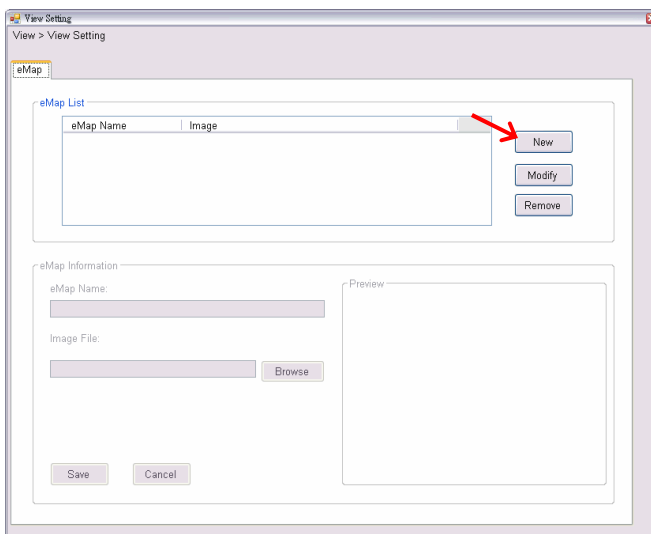 View Setting
View > View Setting
eMap
eMap List
eMap Name Image
New
Modify
Remove
eMap Information
eMap Name:
Preview
Image File:
Browse
Save Cancel